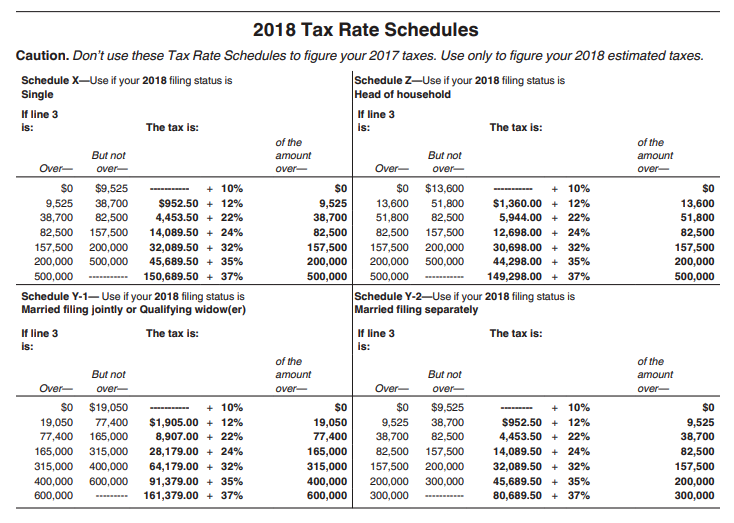 2018 Tax Rate Schedules
Caution. Don't use these Tax Rate Schedules to figure your 2017 taxes. Use only to figure your 2018 estimated taxes.
Schedule X—Use if your 2018 filing status is
Single
If line 3
is:
The tax is:
of the
amount
over—
Over—
But not
over—
$0 $9,525 ----------- + 10% $0
9,525 38,700 $952.50 + 12% 9,525
38,700 82,500 4,453.50 + 22% 38,700
82,500 157,500 14,089.50 + 24% 82,500
157,500 200,000 32,089.50 + 32% 157,500
200,000 500,000 45,689.50 + 35% 200,000
500,000 ----------- 150,689.50 + 37% 500,000
Schedule Z—Use if your 2018 filing status is
Head of household
If line 3
is:
The tax is:
of the
amount
over—
Over—
But not
over—
$0 $13,600 ----------- + 10% $0
13,600 51,800 $1,360.00 + 12% 13,600
51,800 82,500 5,944.00 + 22% 51,800
82,500 157,500 12,698.00 + 24% 82,500
157,500 200,000 30,698.00 + 32% 157,500
200,000 500,000 44,298.00 + 35% 200,000
500,000 ----------- 149,298.00 + 37% 500,000
Schedule Y-1— Use if your 2018 filing status is
Married filing jointly or Qualifying widow(er)
If line 3
is:
The tax is:
of the
amount
over—
Over—
But not
over—
$0 $19,050 ----------- + 10% $0
19,050 77,400 $1,905.00 + 12% 19,050
77,400 165,000 8,907.00 + 22% 77,400
165,000 315,000 28,179.00 + 24% 165,000
315,000 400,000 64,179.00 + 32% 315,000
400,000 600,000 91,379.00 + 35% 400,000
600,000 --------- 161,379.00 + 37% 600,000
Schedule Y-2—Use if your 2018 filing status is
Married filing separately
If line 3
is:
The tax is:
of the
amount
over—
Over—
But not
over—
$0 $9,525 --------- + 10% $0
9,525 38,700 $952.50 + 12% 9,525
38,700 82,500 4,453.50 + 22% 38,700
82,500 157,500 14,089.50 + 24% 82,500
157,500 200,000 32,089.50 + 32% 157,500
200,000 300,000 45,689.50 + 35% 200,000
300,000 ----------- 80,689.50 + 37% 300,000